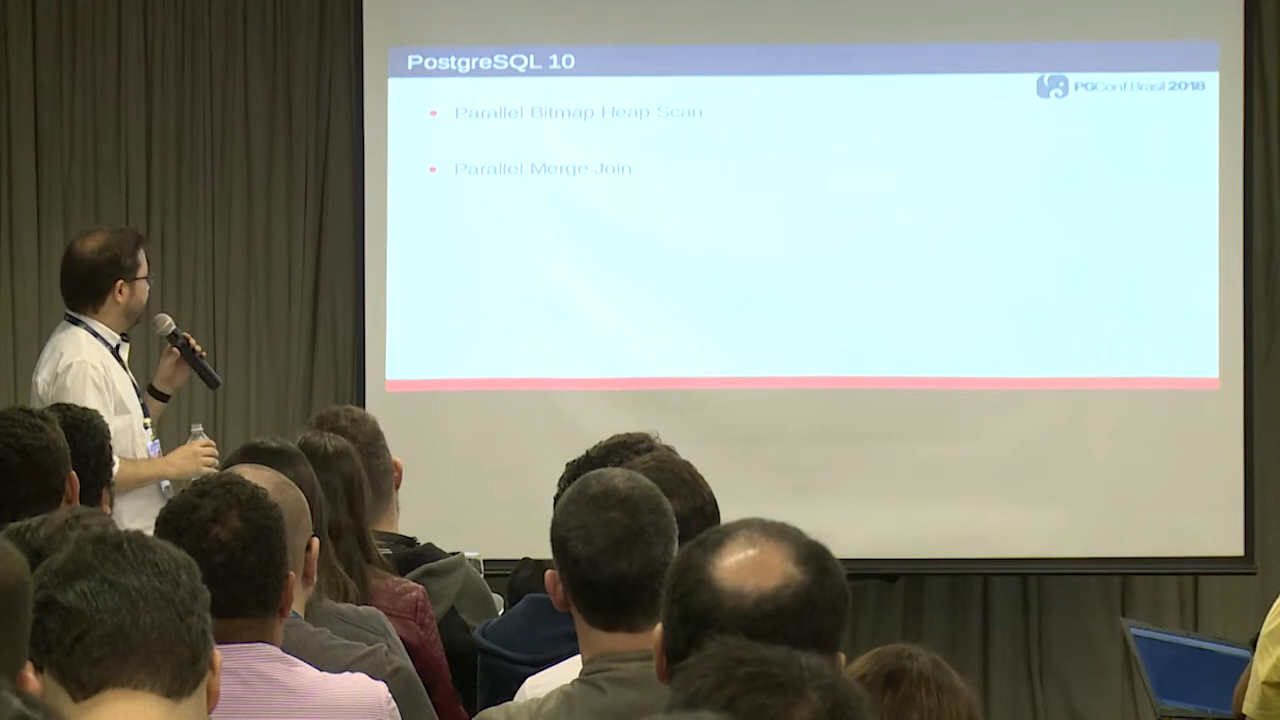 PostgreSQL 10
PGConf.Brasil 2018
Parallel Bitmap Heap Scan
Parallel Merge Join